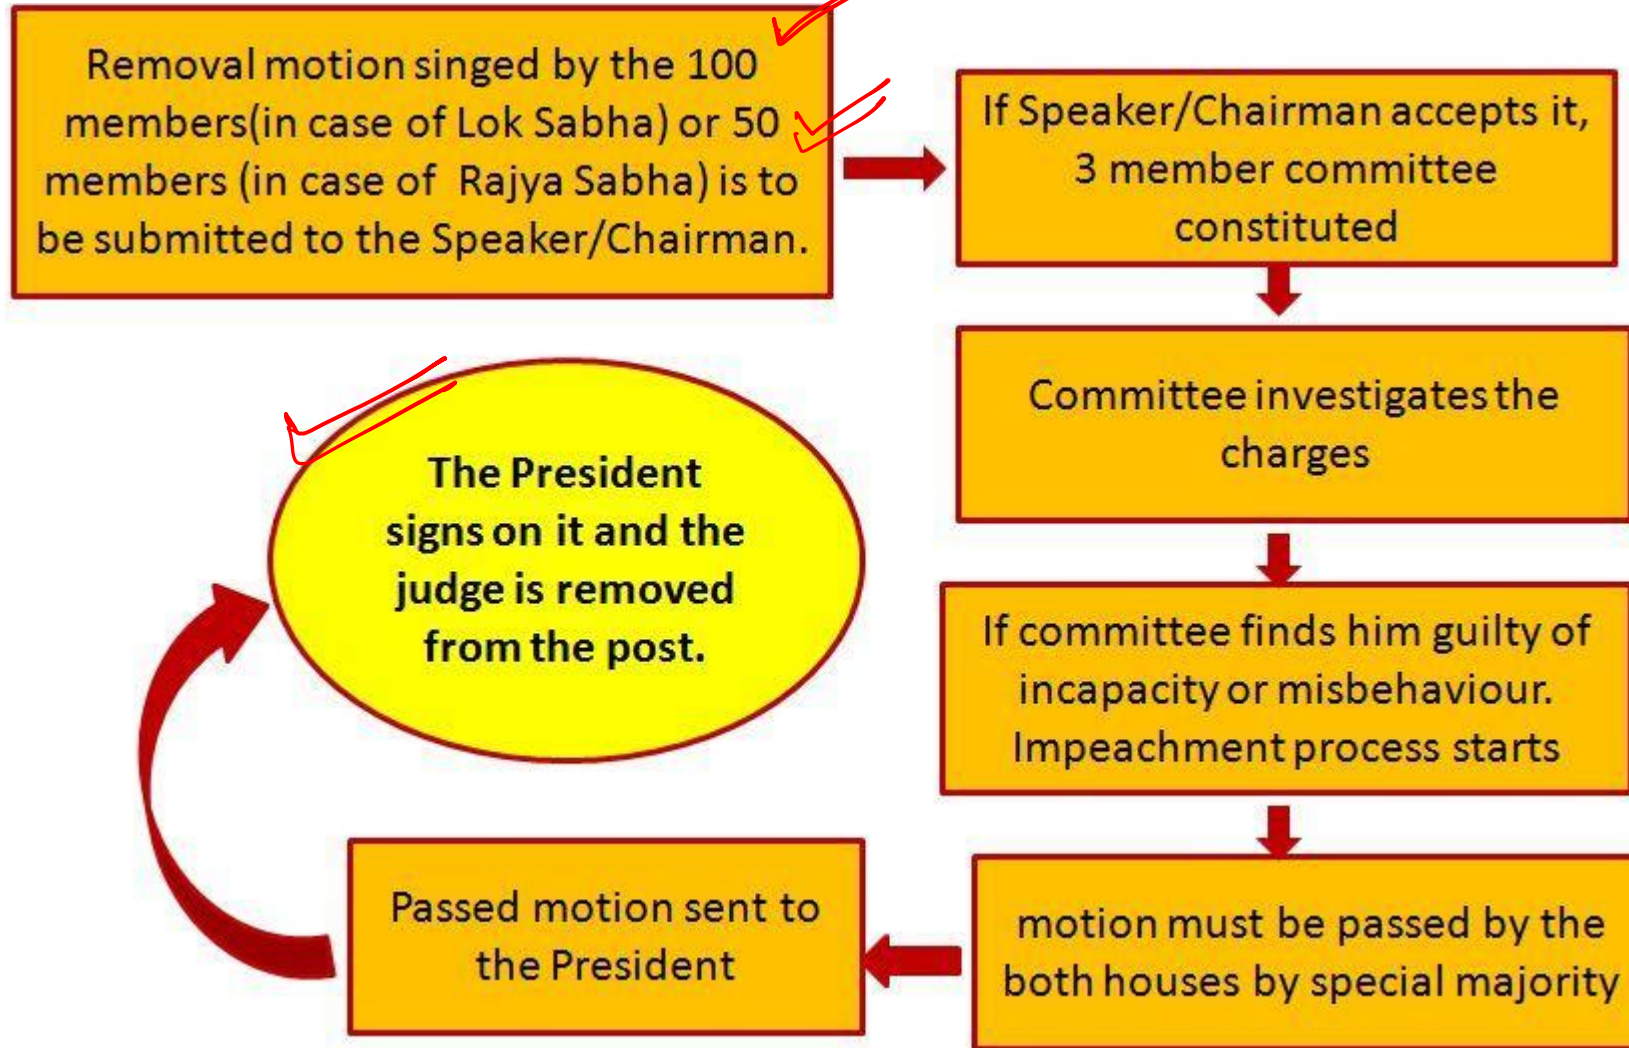 Removal motion singed by the 100
members(in case of Lok Sabha) or 50
members (in case of Rajya Sabha) is to
be submitted to the Speaker/Chairman.
If Speaker/Chairman accepts it,
3 member committee
constituted
Committee investigates the
charges
If committee finds him guilty of
incapacity or misbehaviour.
Impeachment process starts
motion must be passed by the
both houses by special majority
Passed motion sent to
the President
The President
signs on it and the
judge is removed
from the post.